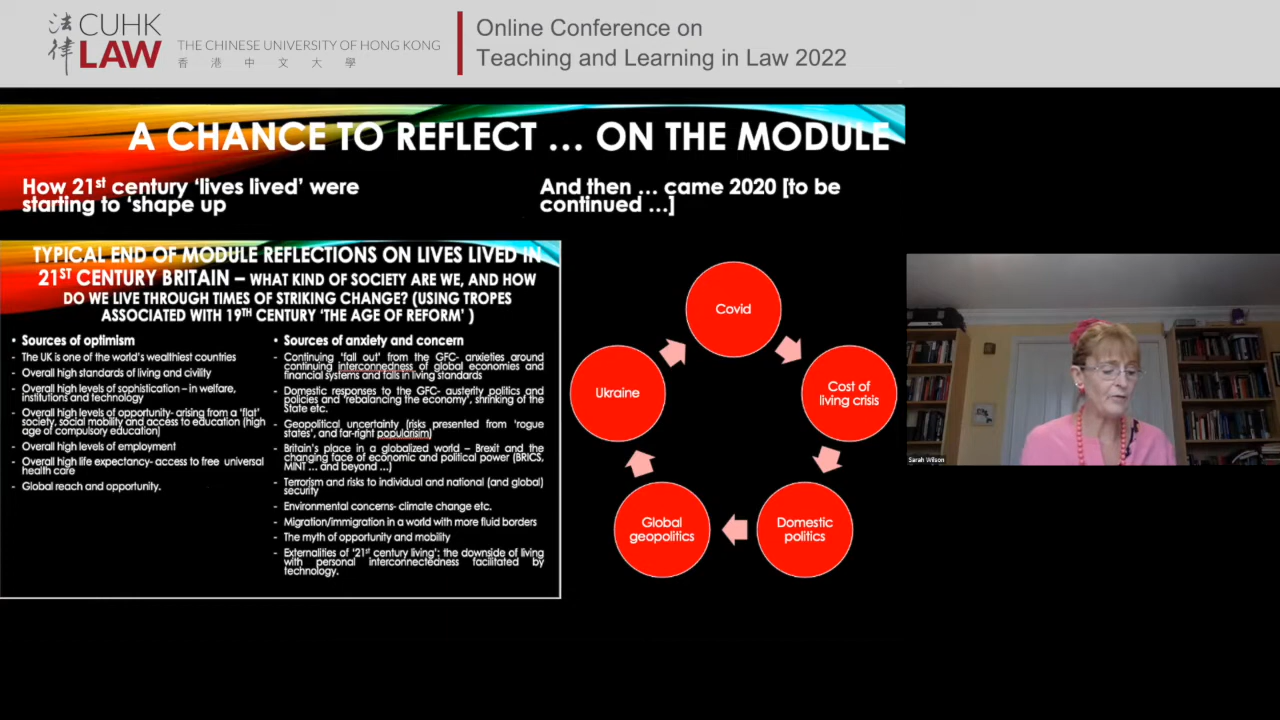 法律
CUHK
LAW
THE CHINESE UNIVERSITY OF HONG KONG
香港中文大學
Online Conference on
Teaching and Learning in Law 2022
A CHANCE TO REFLECT … ON THE MODULE
How 21st century ‘lives lived’ were
starting to ‘shape up
And then … came 2020 [to be
continued …]
TYPICAL END OF MODULE REFLECTIONS ON LIVES LIVED IN
21ST CENTURY BRITAIN – WHAT KIND OF SOCIETY ARE WE, AND HOW
DO WE LIVE THROUGH TIMES OF STRIKING CHANGE? (USING TROPES
ASSOCIATED WITH 19TH CENTURY ‘THE AGE OF REFORM’ )
• Sources of optimism
- The UK is one of the world’s wealthiest countries
- Overall high standards of living and civility
- Overall high levels of sophistication – in welfare,
institutions and technology
- Overall high levels of opportunity- arising from a ‘flat’
society, social mobility and access to education (high
age of compulsory education)
- Overall high levels of employment
- Overall high life expectancy- access to free universal
health care
- Global reach and opportunity.
• Sources of anxiety and concern
- Continuing ‘fall out’ from the GFC- anxieties around
continuing interconnectedness of global economies and
financial systems and falls in living standards
- Domestic responses to the GFC- austerity politics and
policies and ‘rebalancing the economy’, shrinking of the
State etc.
- Geopolitical uncertainty (risks presented from ‘rogue
states’, and far-right popularism)
- Britain’s place in a globalized world – Brexit and the
changing face of economic and political power (BRICS,
MINT … and beyond …)
- Terrorism and risks to individual and national (and global)
security
- Environmental concerns- climate change etc.
- Migration/immigration in a world with more fluid borders
- The myth of opportunity and mobility
- Externalities of ‘21st century living’: the downside of living
with personal interconnectedness facilitated by
technology.
Covid
Cost of
living crisis
Domestic
politics
Global
geopolitics
Ukraine
Sarah Wilson